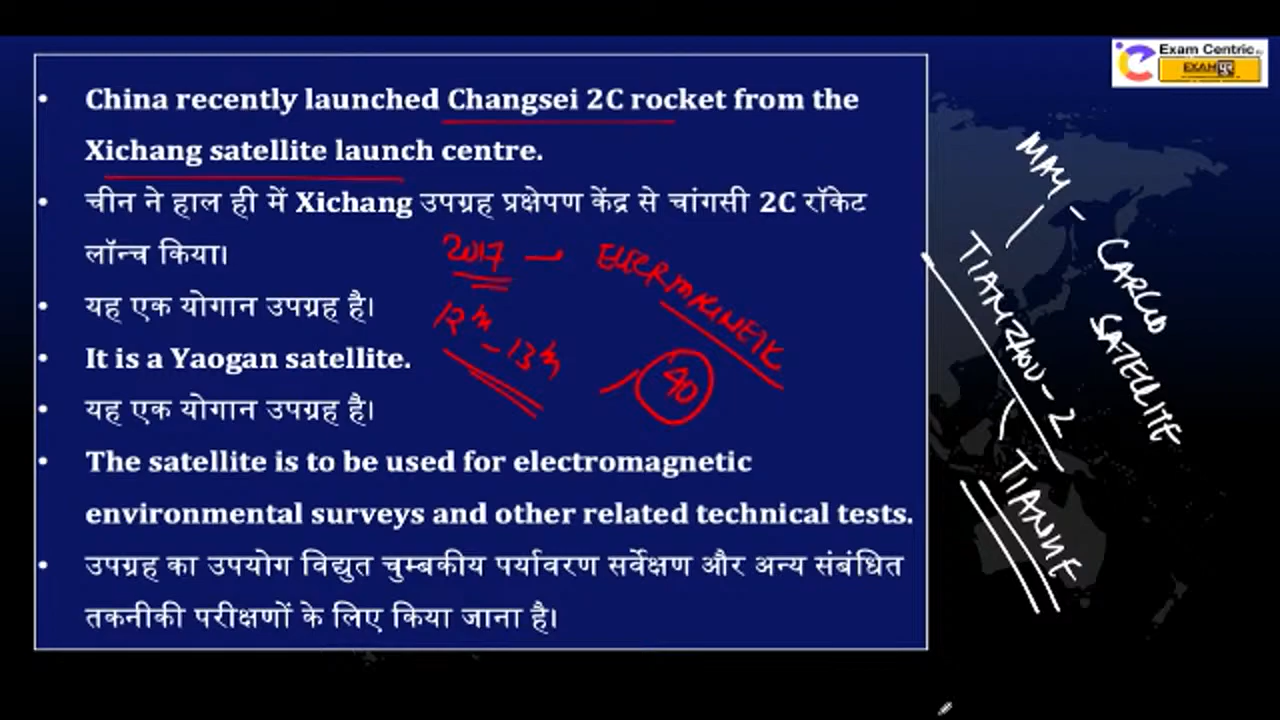 Exam Centric
EXAMपुर
• China recently launched Changsei 2C rocket from the
Xichang satellite launch centre.
• चीन ने हाल ही में Xichang उपग्रह प्रक्षेपण केंद्र से चांगसी 2C रॉकेट
लॉन्च किया।
• यह एक योगान उपग्रह है।
• It is a Yaogan satellite.
• यह एक योगान उपग्रह है।
• The satellite is to be used for electromagnetic
environmental surveys and other related technical tests.
• उपग्रह का उपयोग विद्युत चुम्बकीय पर्यावरण सर्वेक्षण और अन्य संबंधित
तकनीकी परीक्षणों के लिए किया जाना है।
2017 -
12th - 13th
40
MAY - CARGO
SATELLITE
TIANZHOU-2
TIANHE